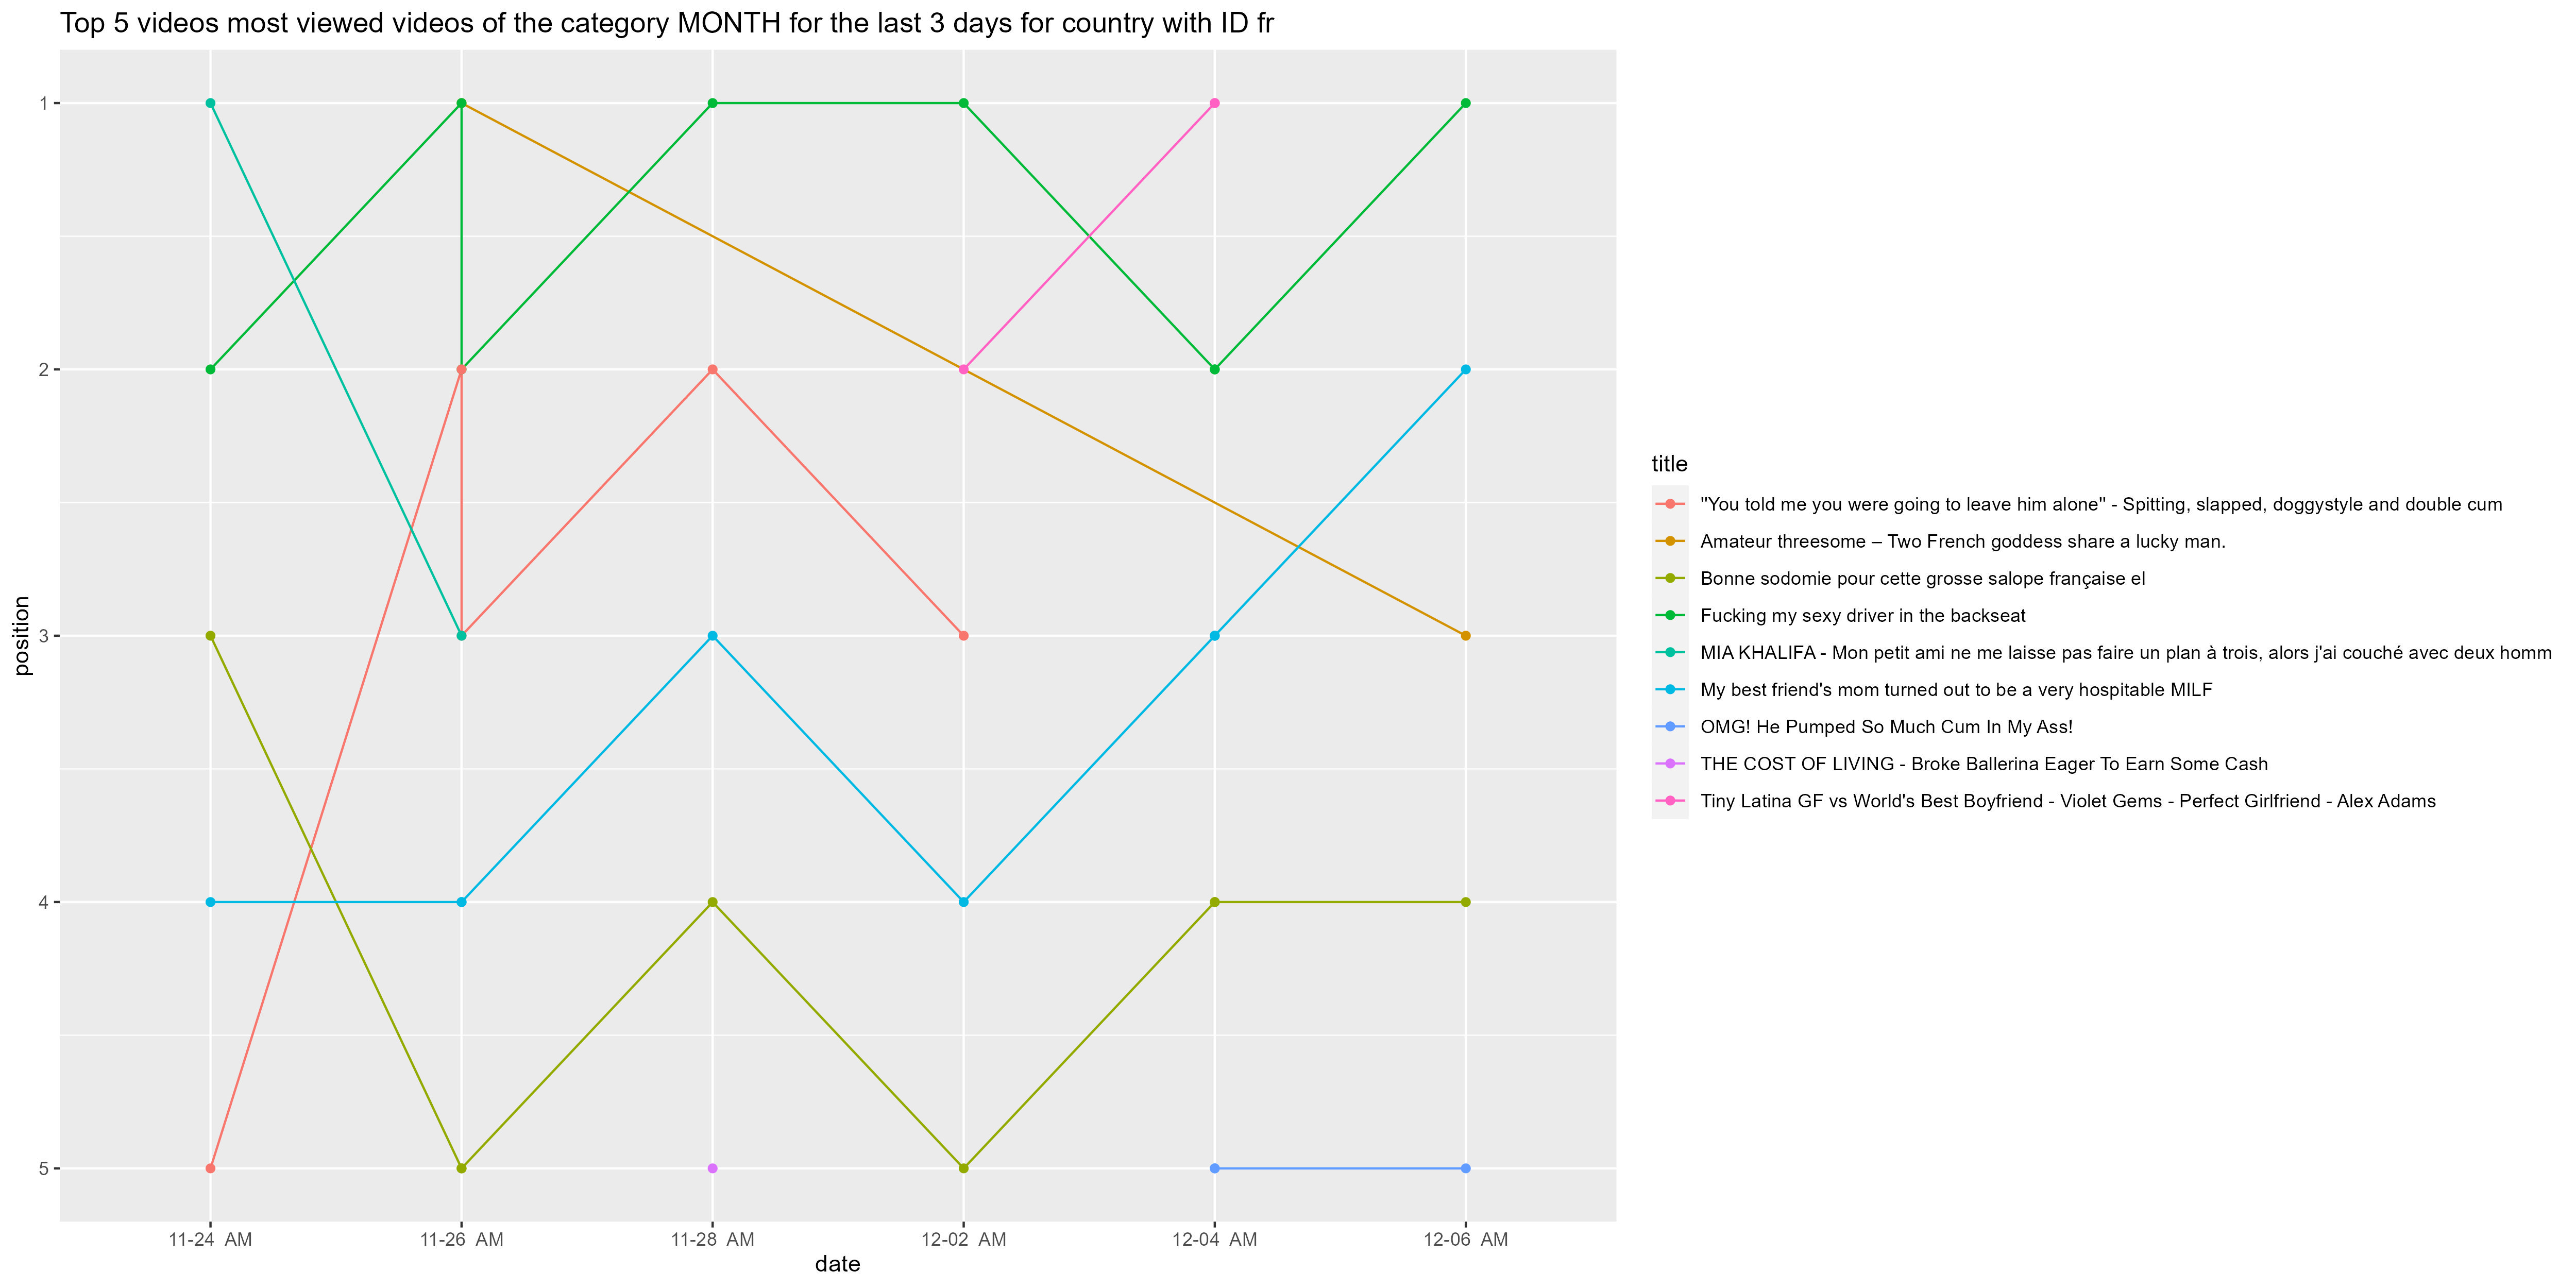 Top 5 videos most viewed videos of the category MONTH for the last 3 days for country with ID fr
position
1
2
3
4
5
11-24  AM
11-26  AM
11-28  AM
12-02  AM
12-04  AM
12-06  AM
date
title
"You told me you were going to leave him alone" - Spitting, slapped, doggystyle and double cum
Amateur threesome – Two French goddess share a lucky man.
Bonne sodomie pour cette grosse salope française el
Fucking my sexy driver in the backseat
MIA KHALIFA - Mon petit ami ne me laisse pas faire un plan à trois, alors j'ai couché avec deux homm
My best friend's mom turned out to be a very hospitable MILF
OMG! He Pumped So Much Cum In My Ass!
THE COST OF LIVING - Broke Ballerina Eager To Earn Some Cash
Tiny Latina GF vs World's Best Boyfriend - Violet Gems - Perfect Girlfriend - Alex Adams